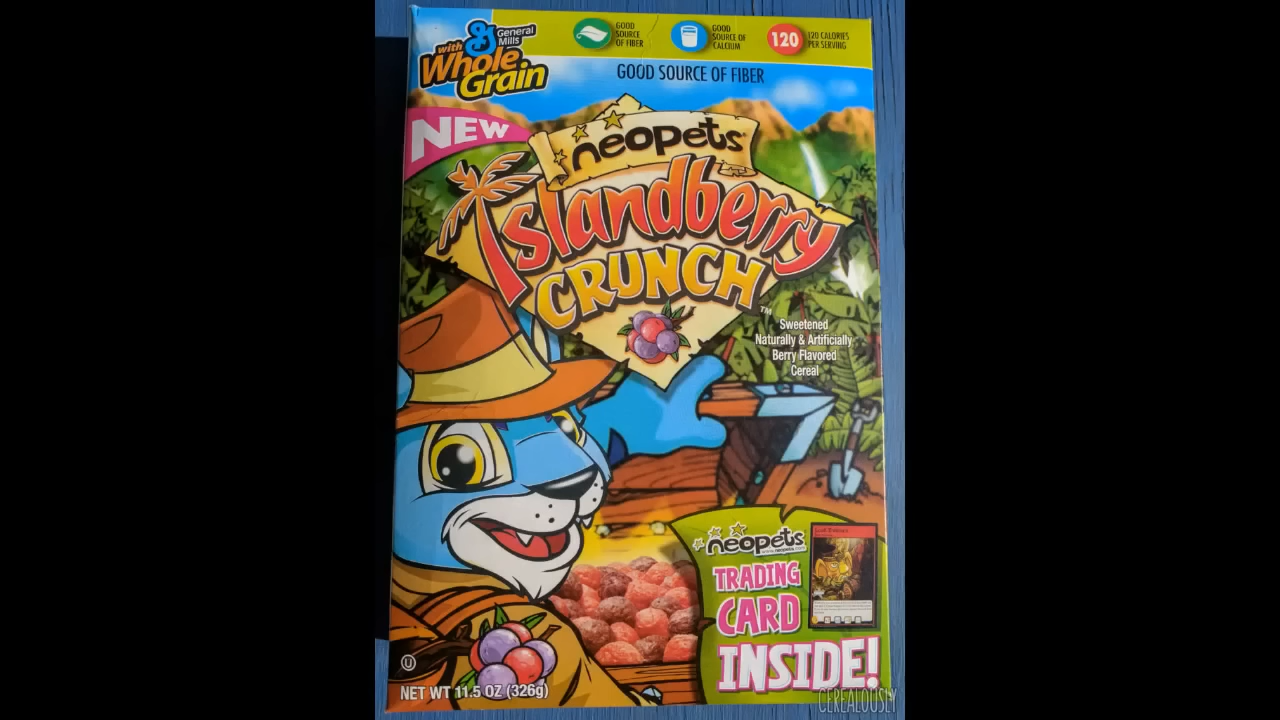 General
Mills
with
Whole
Grain
GOOD
SOURCE
OF FIBER
GOOD
SOURCE OF
CALCIUM
120
120 CALORIES
PER SERVING
GOOD SOURCE OF FIBER
NEW
neopets
Islandberry
CRUNCH™
Sweetened
Naturally & Artificially
Berry Flavored
Cereal
neopets
www.neopets.com
TRADING
CARD
INSIDE!
U
NET WT 11.5 OZ (326g)
CEREALOUSLY